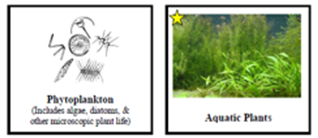 Phytoplankton
(Includes algae, diatoms, &
other microscopic plant life)
Aquatic Plants